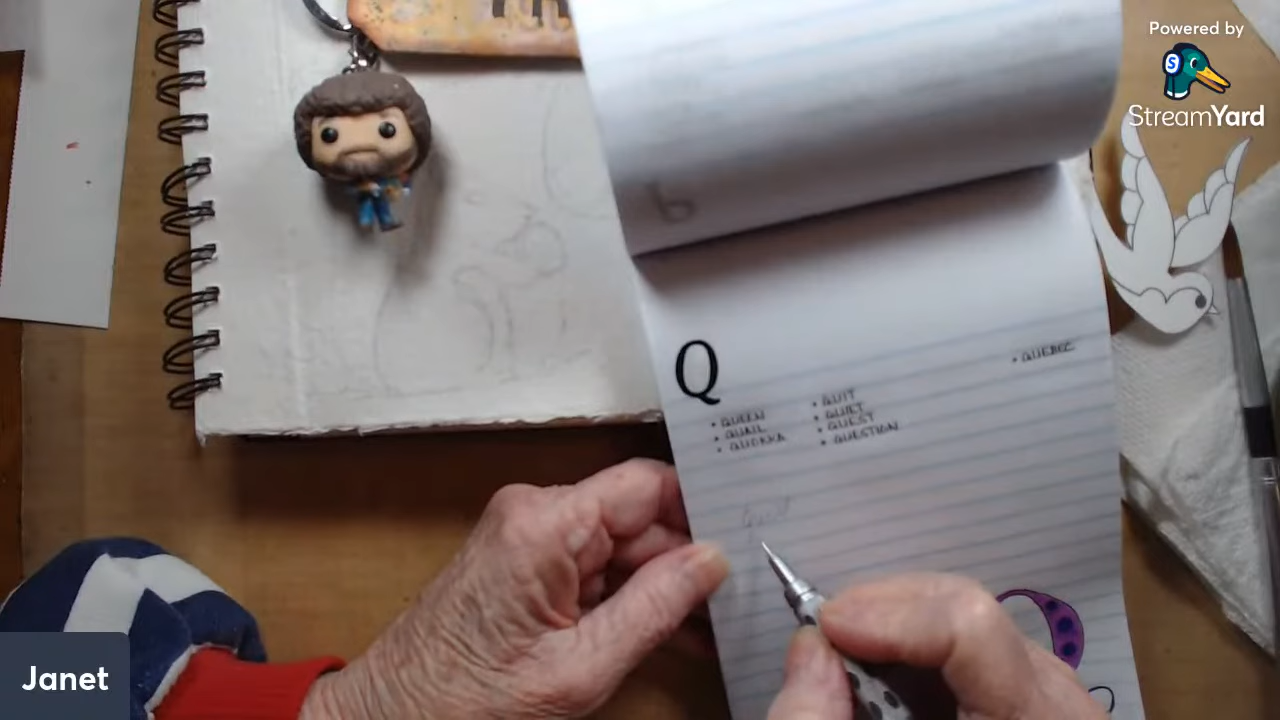 Powered by
StreamYard
Q
• QUEEN
• QUAIL
• QUOKKA
• QUIT
• QUIET
• QUEST
• QUESTION
• QUEBEC
Janet